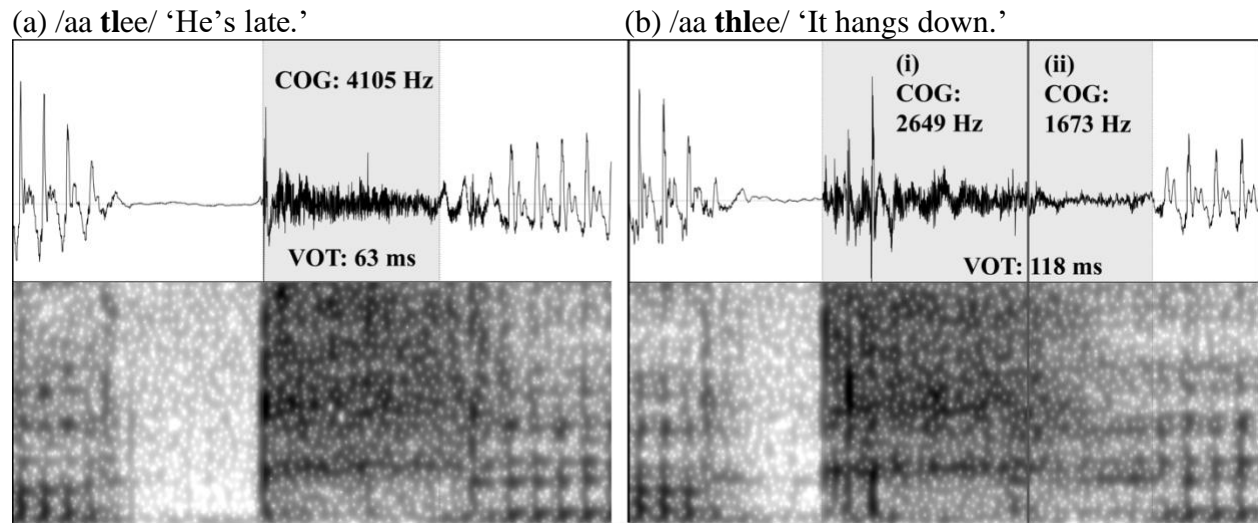 (a) /aa tlee/ ‘He’s late.’
(b) /aa thlee/ ‘It hangs down.’
COG: 4105 Hz
VOT: 63 ms
(i)
COG:
2649 Hz
(ii)
COG:
1673 Hz
VOT: 118 ms